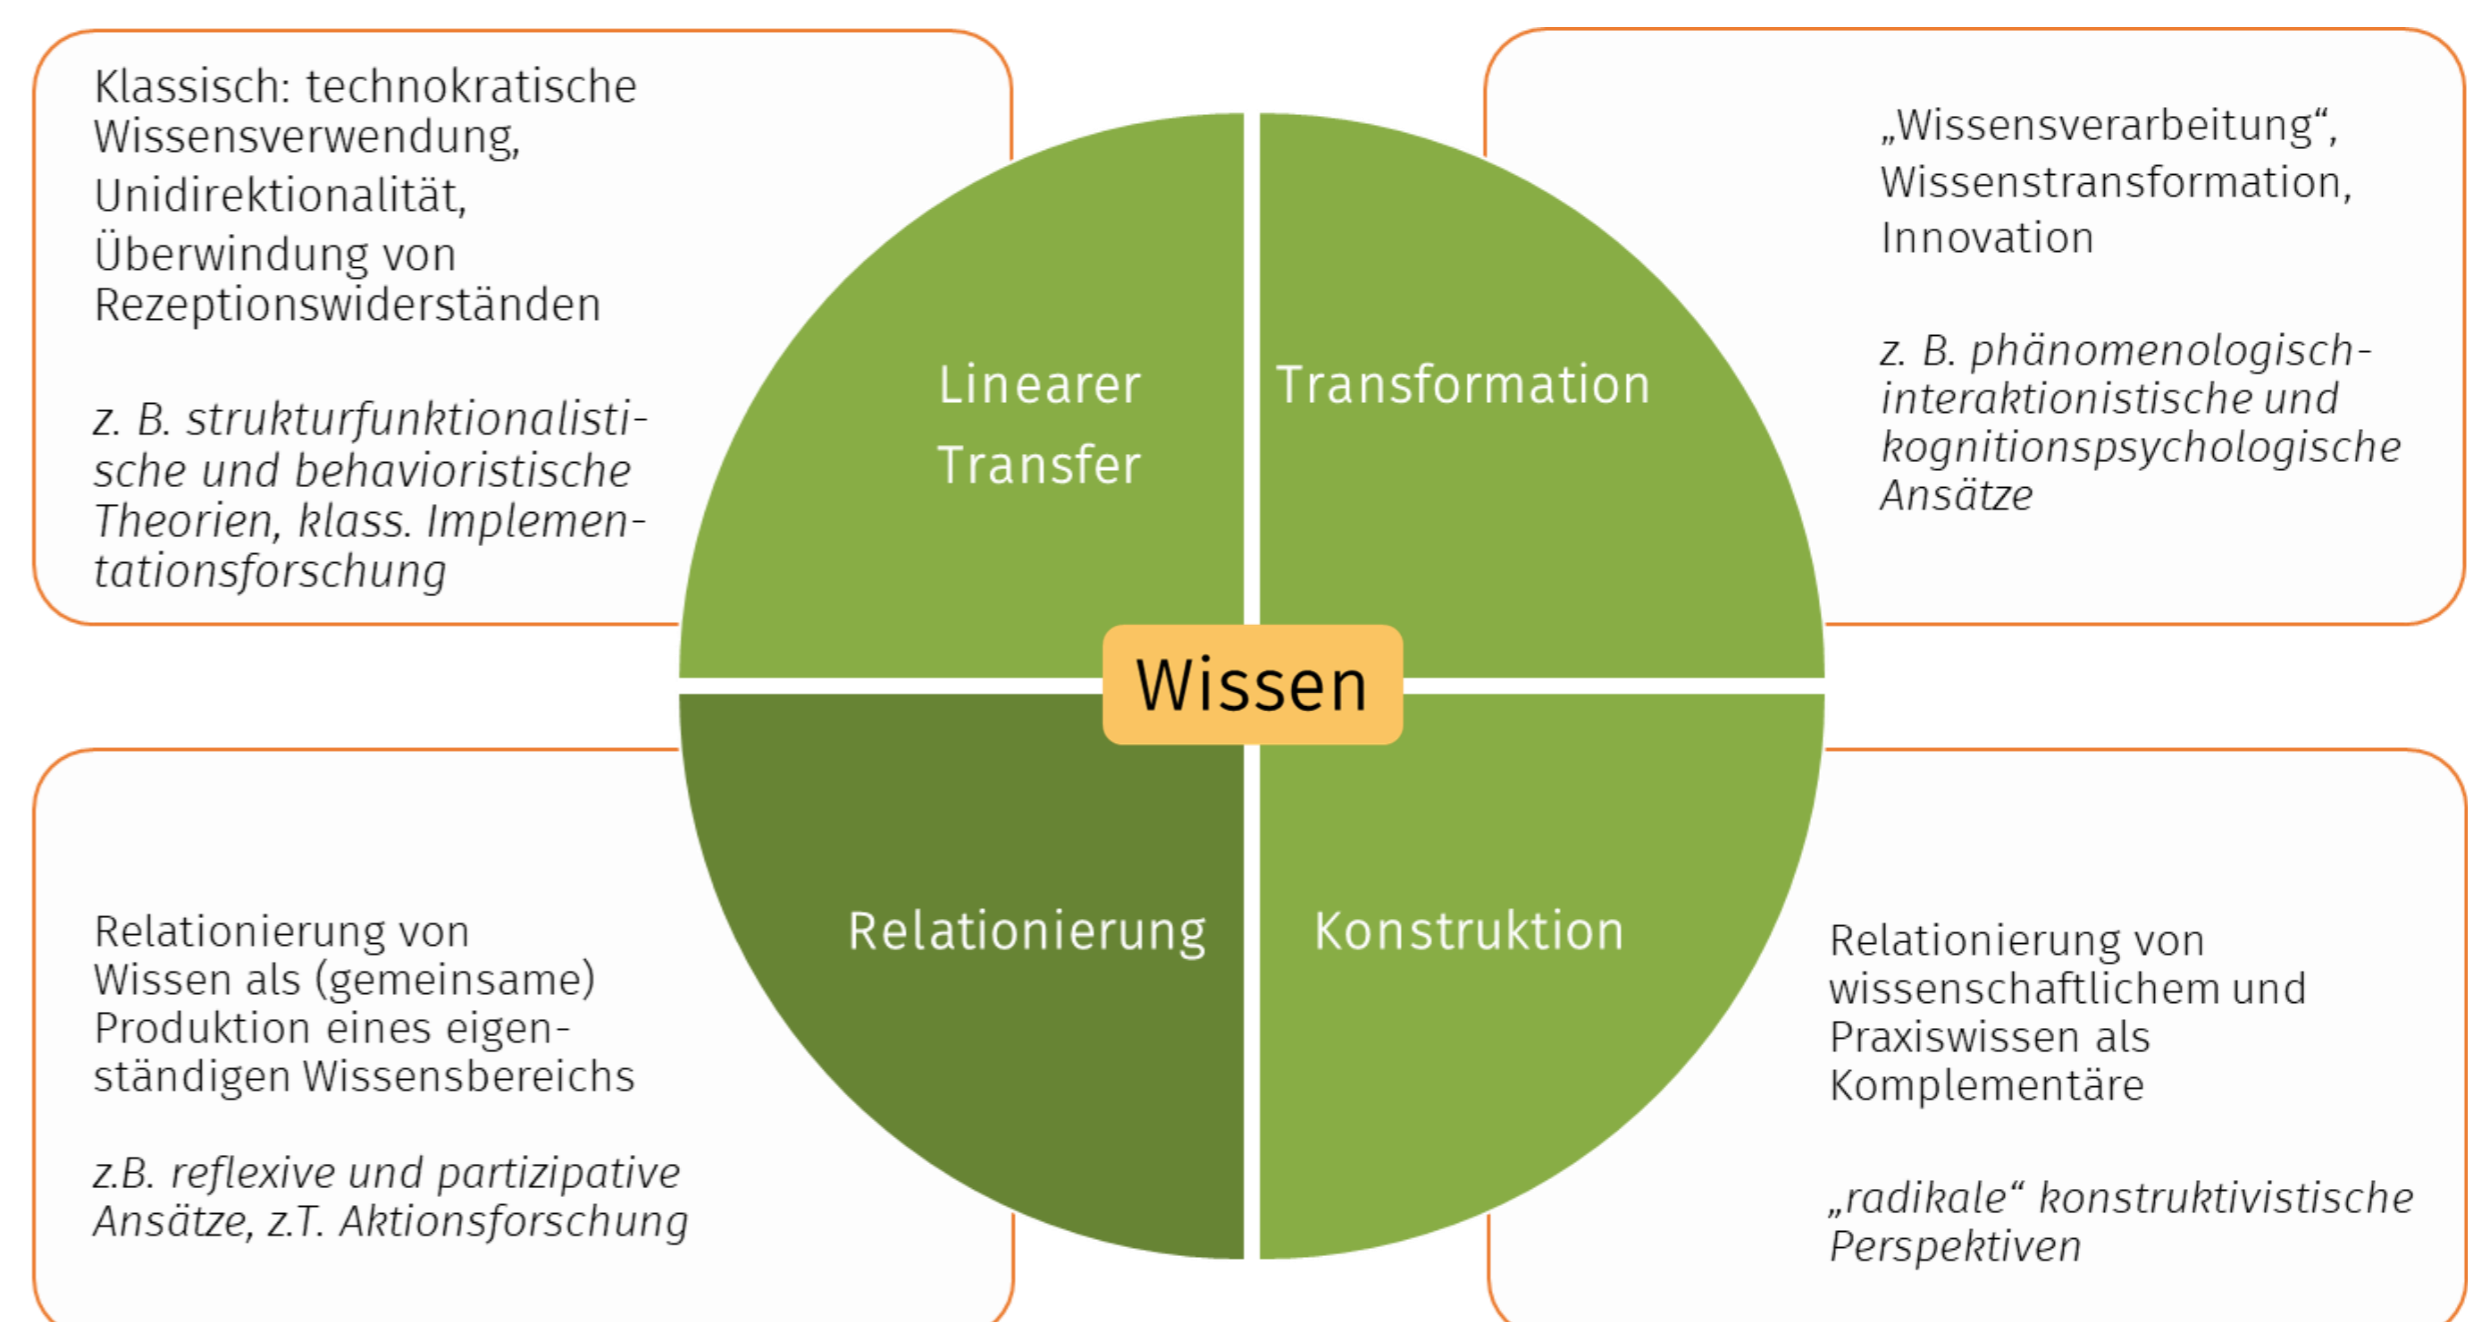 Klassisch: technokratische
Wissensverwendung,
Unidirektionalität,
Überwindung von
Rezeptionswiderständen
z. B. strukturfunktionalisti-
sche und behavioristische
Theorien, klass. Implemen-
tationsforschung
Linearer
Transfer
Transformation
„Wissensverarbeitung“,
Wissenstransformation,
Innovation
z. B. phänomenologisch-
interaktionistische und
kognitionspsychologische
Ansätze
Wissen
Relationierung von
Wissen als (gemeinsame)
Produktion eines eigen-
ständigen Wissensbereichs
z.B. reflexive und partizipative
Ansätze, z.T. Aktionsforschung
Relationierung
Konstruktion
Relationierung von
wissenschaftlichem und
Praxiswissen als
Komplementäre
„radikale“ konstruktivistische
Perspektiven